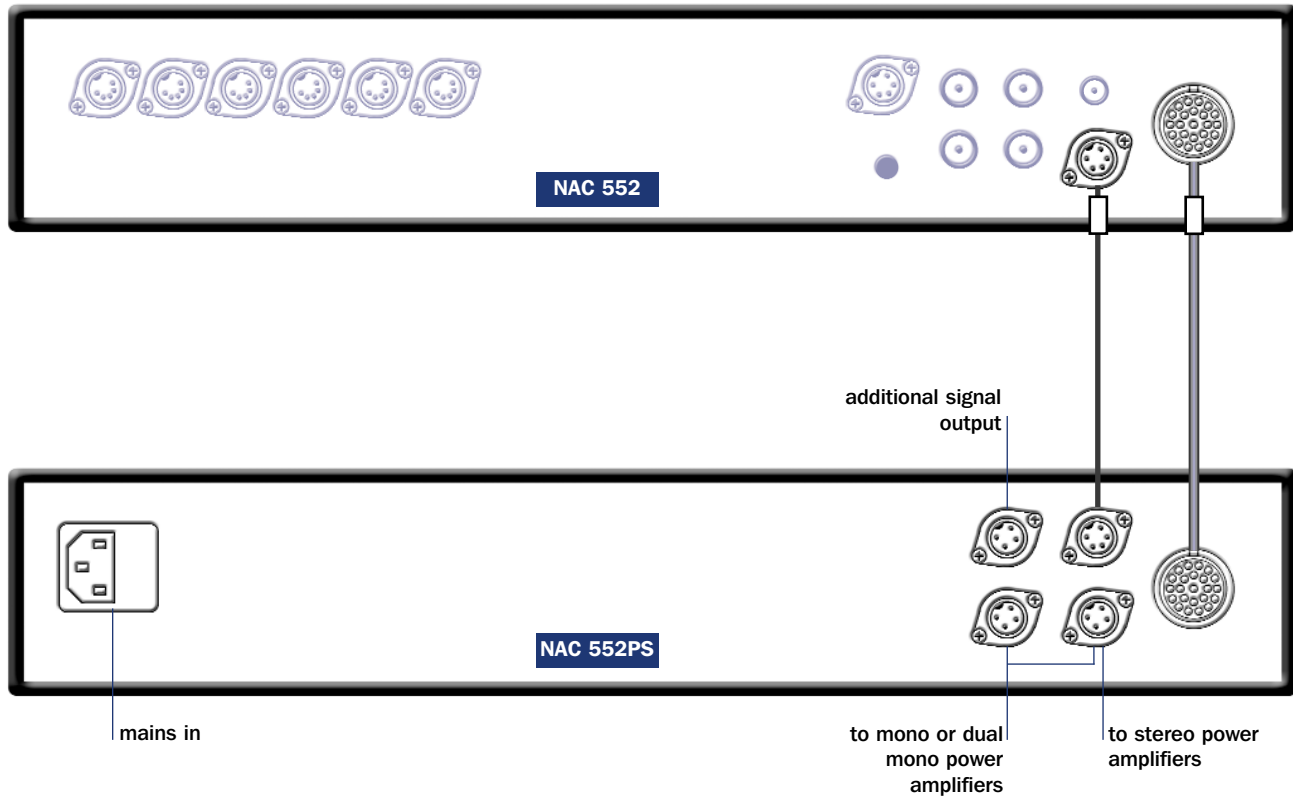 NAC 552
additional signal
output
NAC 552PS
mains in
to mono or dual
mono power
amplifiers
to stereo power
amplifiers